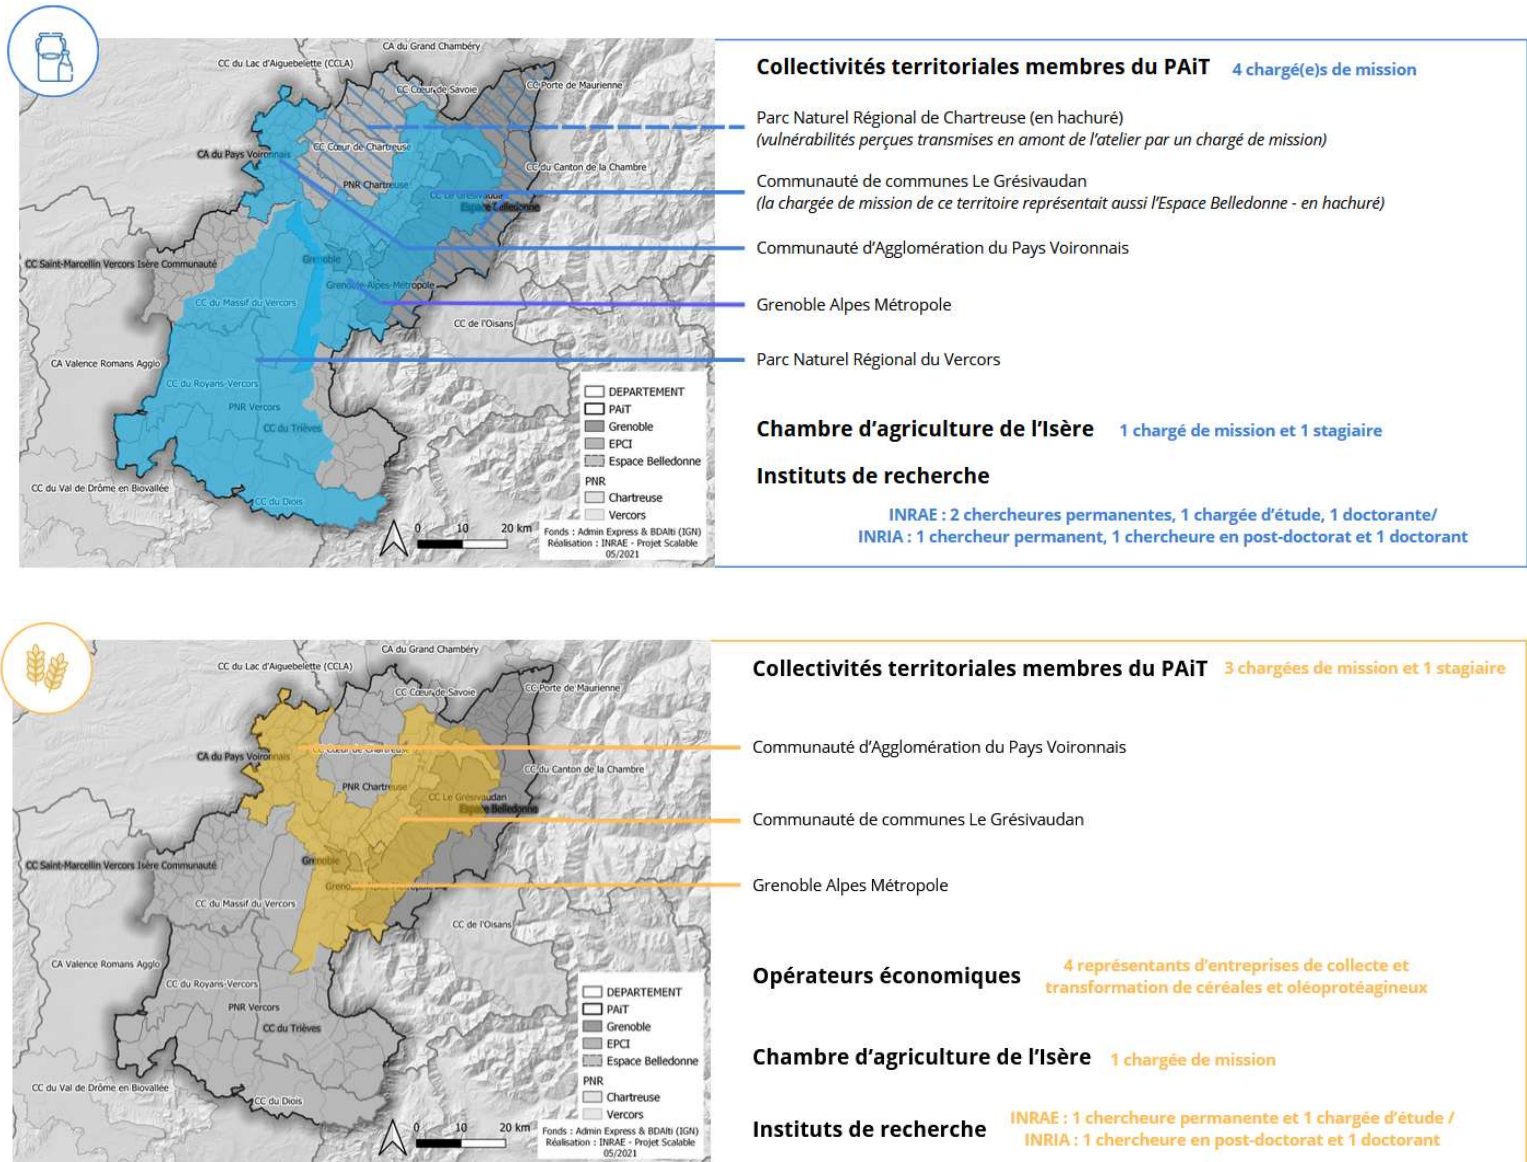 CA du Grand Chambéry
CC du Lac d'Aiguebelette (CCLA)
CC Cœur de Savoie
CC Porte de Maurienne
CC Cœur de Chartreuse
CA du Pays Voironnais
CC du Canton de la Chambre
PNR Chartreuse
CC Le Grésivaudan
Espace Belledonne
CC Saint-Marcellin Vercors Isère Communauté
Grenoble
Grenoble-Alpes-Métropole
CC du Massif du Vercors
CC de l'Oisans
CA Valence Romans Agglo
CC du Royans-Vercors
PNR Vercors
CC du Trièves
CC du Val de Drôme en Biovallée
CC du Diois
DEPARTEMENT
PAiT
Grenoble
EPCI
Espace Belledonne
PNR
Chartreuse
Vercors
0 10 20 km
Fonds : Admin Express & BDAlti (IGN)
Réalisation : INRAE - Projet Scalable
05/2021
Collectivités territoriales membres du PAiT 4 chargé(e)s de mission
Parc Naturel Régional de Chartreuse (en hachuré)
(vulnérabilités perçues transmises en amont de l'atelier par un chargé de mission)
Communauté de communes Le Grésivaudan
(la chargée de mission de ce territoire représentait aussi l'Espace Belledonne - en hachuré)
Communauté d'Agglomération du Pays Voironnais
Grenoble Alpes Métropole
Parc Naturel Régional du Vercors
Chambre d'agriculture de l'Isère 1 chargé de mission et 1 stagiaire
Instituts de recherche
INRAE : 2 chercheures permanentes, 1 chargée d'étude, 1 doctorante/
INRIA : 1 chercheur permanent, 1 chercheure en post-doctorat et 1 doctorant
CA du Grand Chambéry
CC du Lac d'Aiguebelette (CCLA)
CC Cœur de Savoie
CC Porte de Maurienne
CC Cœur de Chartreuse
CA du Pays Voironnais
CC du Canton de la Chambre
PNR Chartreuse
CC Le Grésivaudan
Espace Belledonne
CC Saint-Marcellin Vercors Isère Communauté
Grenoble
Grenoble-Alpes-Métropole
CC du Massif du Vercors
CC de l'Oisans
CA Valence Romans Agglo
CC du Royans-Vercors
PNR Vercors
CC du Trièves
CC du Val de Drôme en Biovallée
CC du Diois
DEPARTEMENT
PAiT
Grenoble
EPCI
Espace Belledonne
PNR
Chartreuse
Vercors
0 10 20 km
Fonds : Admin Express & BDAlti (IGN)
Réalisation : INRAE - Projet Scalable
05/2021
Collectivités territoriales membres du PAiT 3 chargées de mission et 1 stagiaire
Communauté d'Agglomération du Pays Voironnais
Communauté de communes Le Grésivaudan
Grenoble Alpes Métropole
Opérateurs économiques
4 représentants d'entreprises de collecte et
transformation de céréales et oléoprotéagineux
Chambre d'agriculture de l'Isère 1 chargée de mission
Instituts de recherche
INRAE : 1 chercheure permanente et 1 chargée d'étude /
INRIA : 1 chercheure en post-doctorat et 1 doctorant